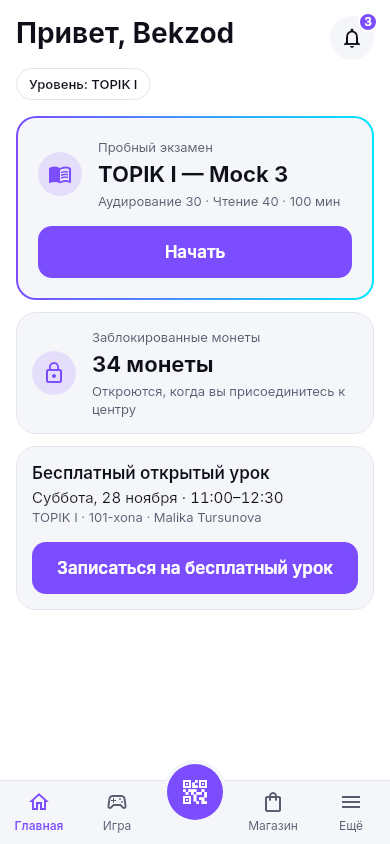 Привет, Bekzod
3
Уровень: TOPIK I
Пробный экзамен
TOPIK I — Mock 3
Аудирование 30 · Чтение 40 · 100 мин
Начать
Заблокированные монеты
34 монеты
Откроются, когда вы присоединитесь к
центру
Бесплатный открытый урок
Суббота, 28 ноября · 11:00–12:30
TOPIK I · 101-xona · Malika Tursunova
Записаться на бесплатный урок
Главная
Игра
Магазин
Ещё